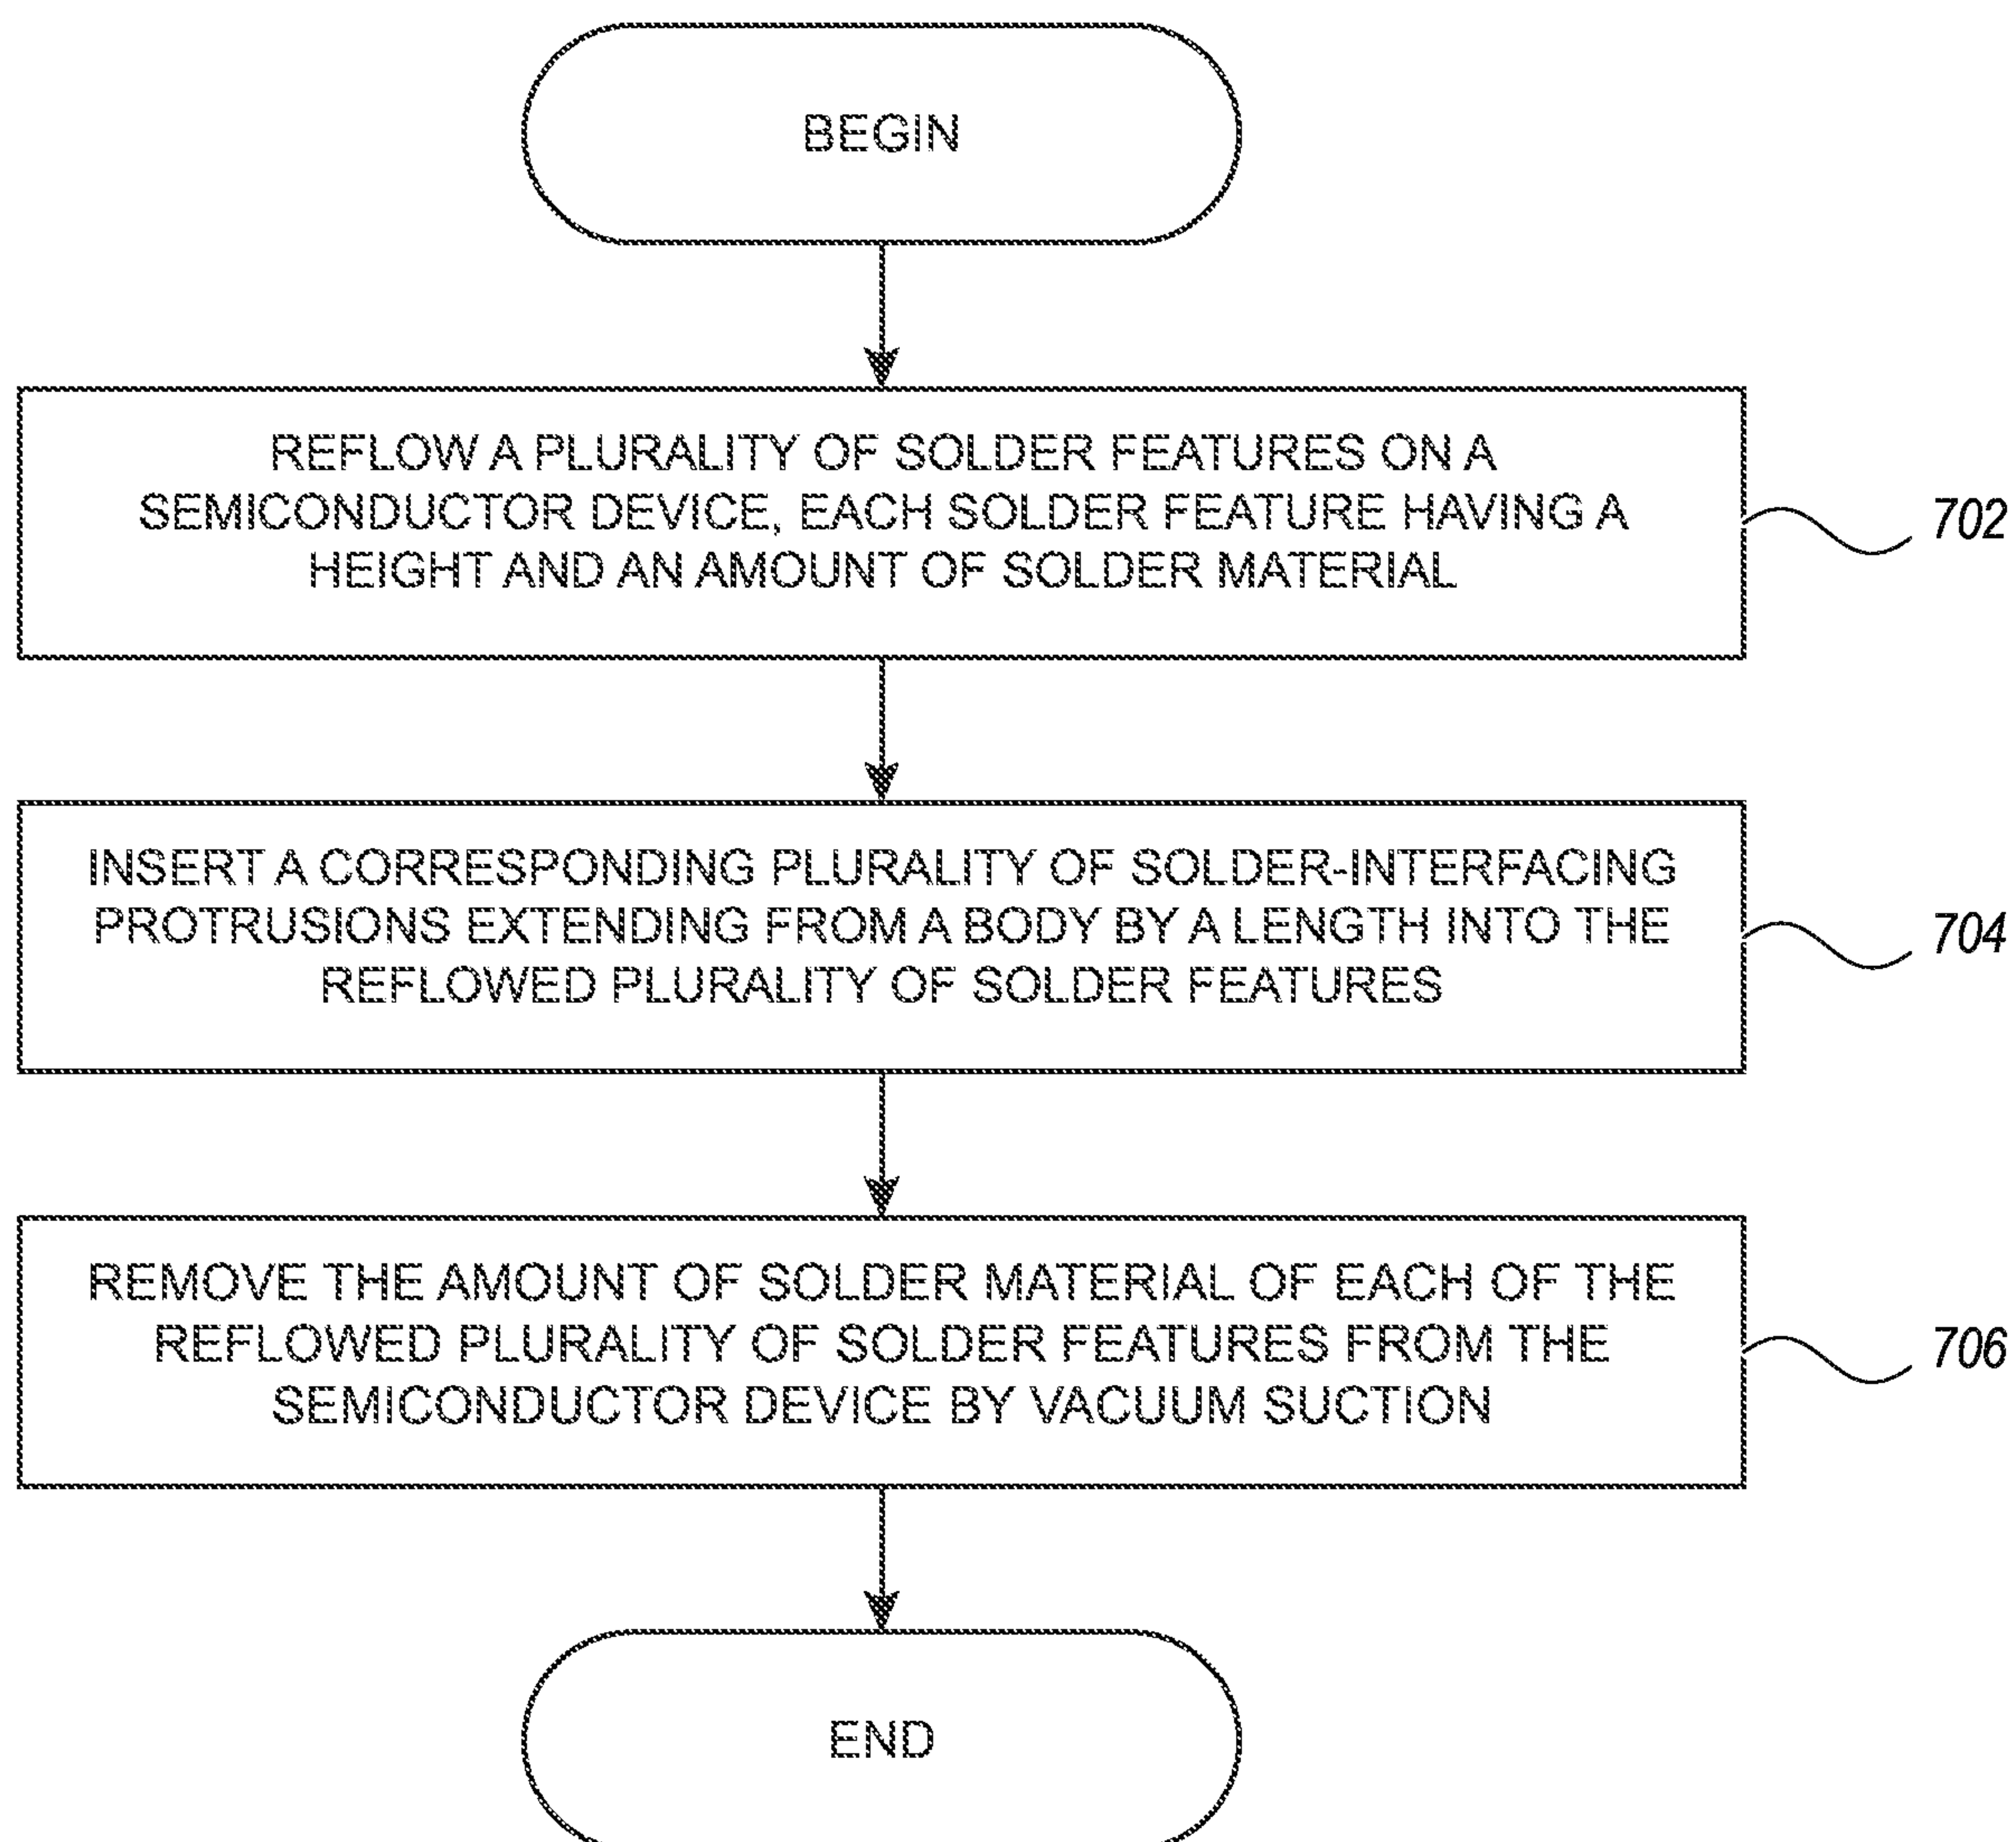 BEGIN
REFLOW A PLURALITY OF SOLDER FEATURES ON A
SEMICONDUCTOR DEVICE, EACH SOLDER FEATURE HAVING A
HEIGHT AND AN AMOUNT OF SOLDER MATERIAL
702
INSERT A CORRESPONDING PLURALITY OF SOLDER-INTERFACING
PROTRUSIONS EXTENDING FROM A BODY BY A LENGTH INTO THE
REFLOWED PLURALITY OF SOLDER FEATURES
704
REMOVE THE AMOUNT OF SOLDER MATERIAL OF EACH OF THE
REFLOWED PLURALITY OF SOLDER FEATURES FROM THE
SEMICONDUCTOR DEVICE BY VACUUM SUCTION
706
END